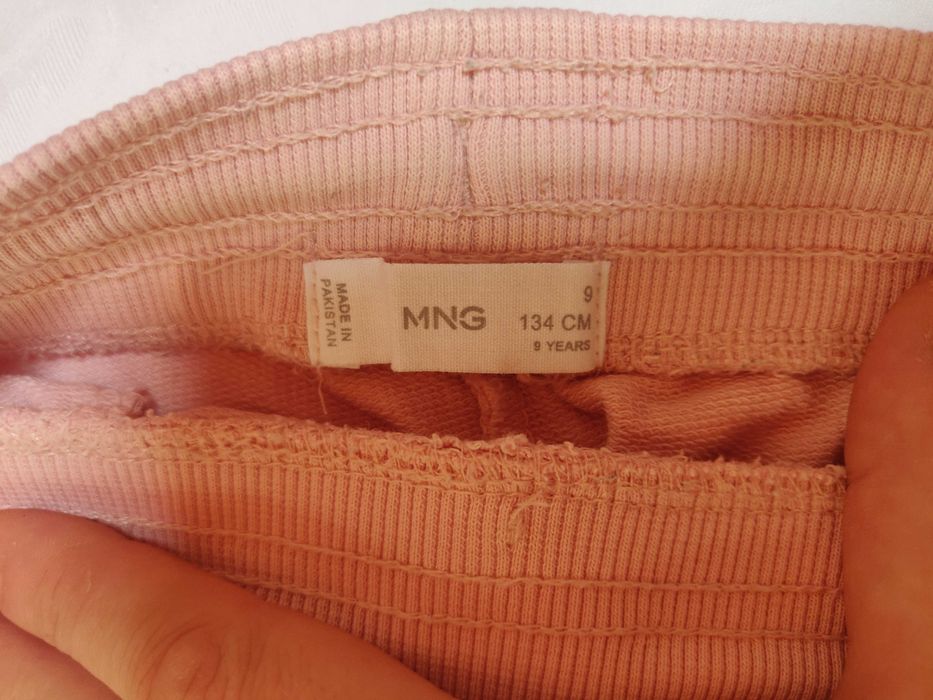 MADE IN
PAKISTAN
MNG
9
134 CM
9 YEARS